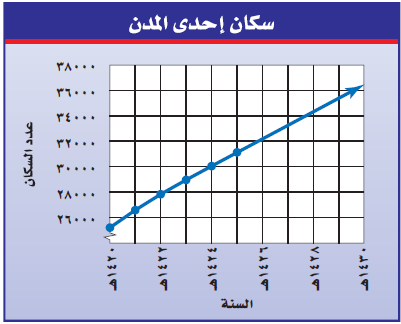 سكان إحدى المدن
عدد السكان
٣٨٠٠٠
٣٦٠٠٠
٣٤٠٠٠
٣٢٠٠٠
٣٠٠٠٠
٢٨٠٠٠
٢٦٠٠٠
١٤٢٠هـ
١٤٢٢هـ
١٤٢٤هـ
١٤٢٦هـ
١٤٢٨هـ
١٤٣٠هـ
السنة